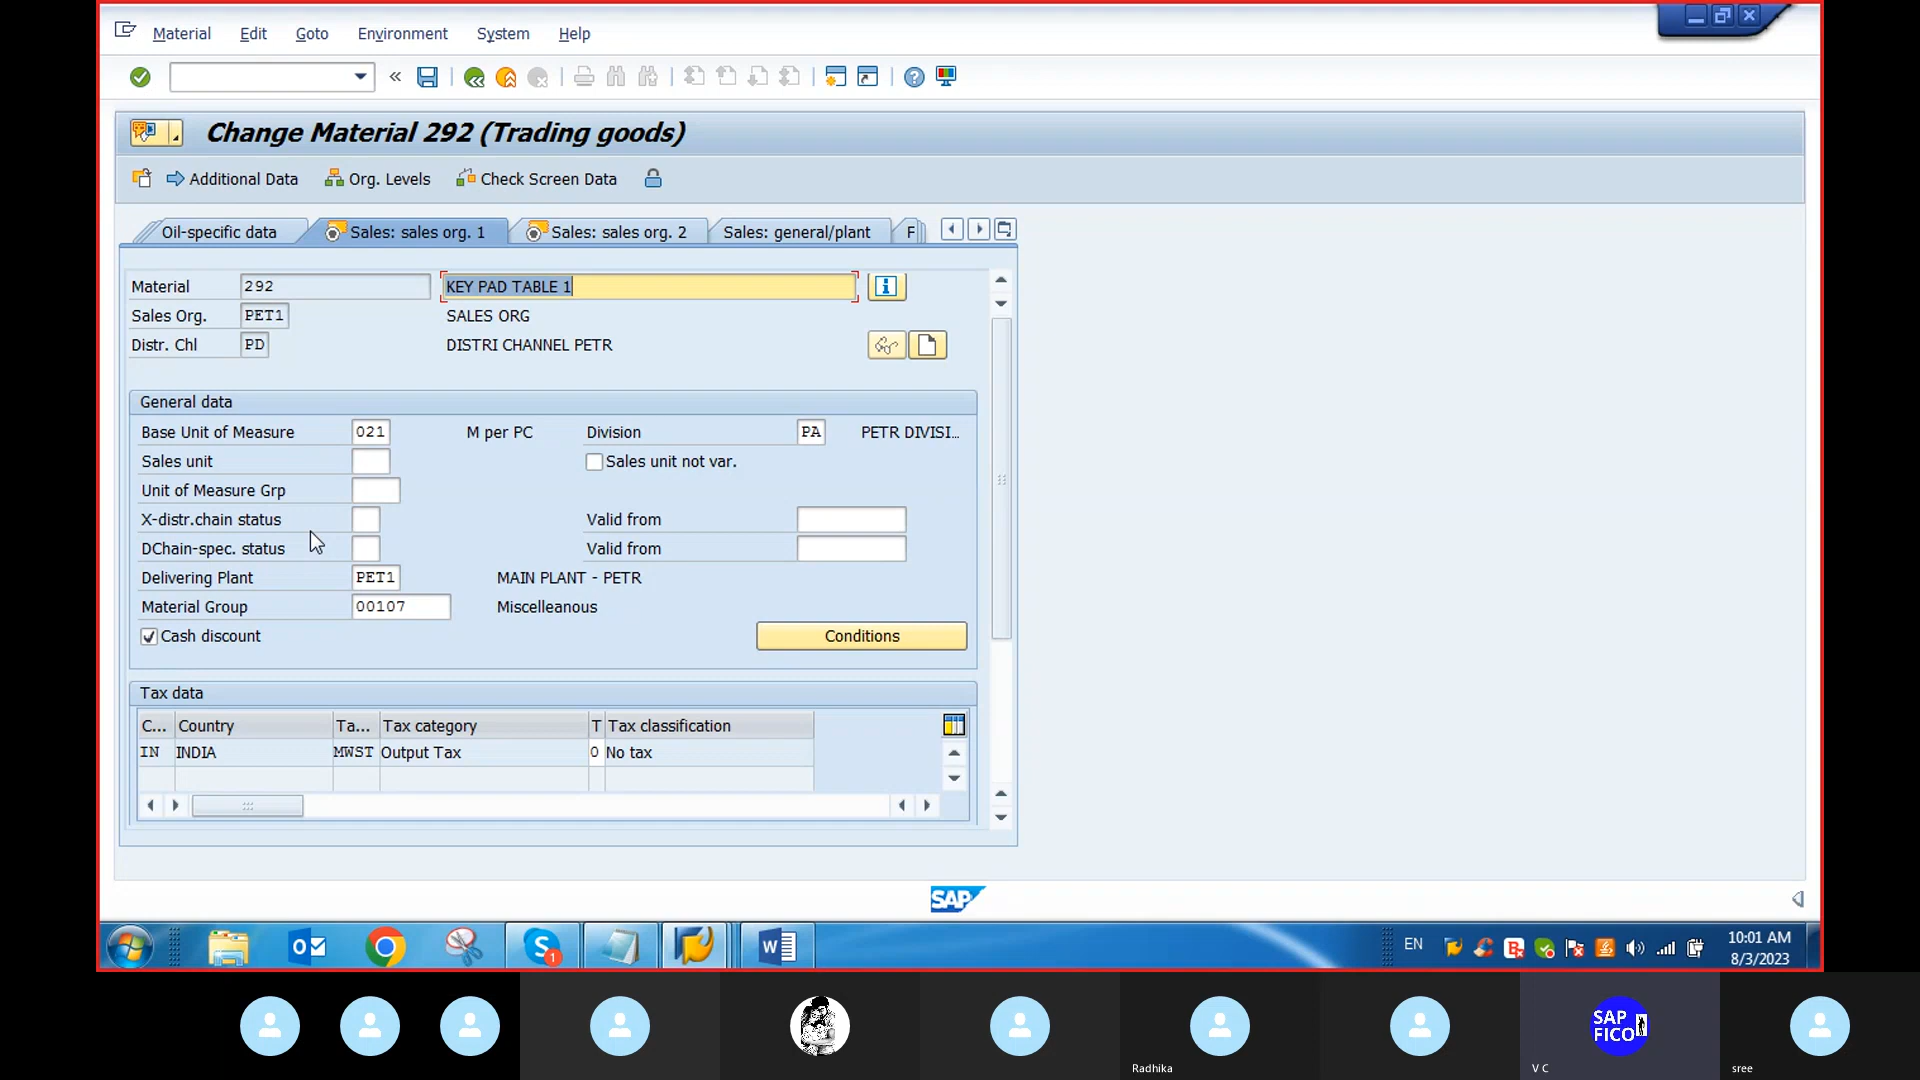 Material Edit Goto Environment System Help
Change Material 292 (Trading goods)
Additional Data Org. Levels Check Screen Data
Oil-specific data Sales: sales org. 1 Sales: sales org. 2 Sales: general/plant F
Material 292 KEY PAD TABLE 1
Sales Org. PET1 SALES ORG
Distr. Chl PD DISTRI CHANNEL PETR
General data
Base Unit of Measure 021 M per PC Division PA PETR DIVISI...
Sales unit Sales unit not var.
Unit of Measure Grp
X-distr.chain status Valid from
DChain-spec. status Valid from
Delivering Plant PET1 MAIN PLANT - PETR
Material Group 00107 Miscelleanous
Cash discount Conditions
Tax data
C... Country Ta... Tax category T Tax classification
IN INDIA MWST Output Tax 0 No tax
SAP
EN 10:01 AM
8/3/2023
SAP
FICO
Radhika V C sree